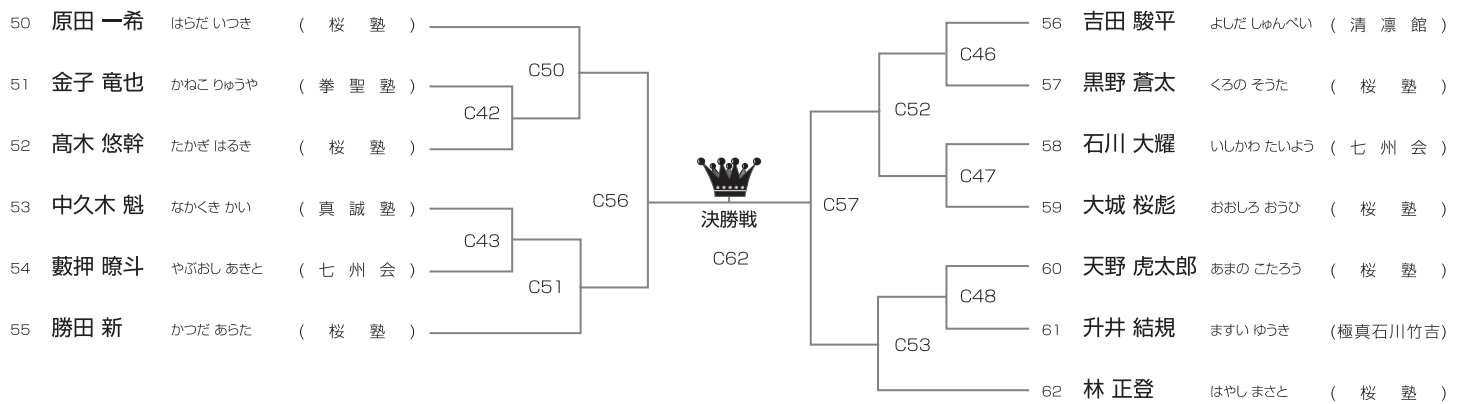 50 原田 一希 はらだ いつき ( 桜 塾 )
51 金子 竜也 かねこ りゅうや ( 拳 聖 塾 )
52 髙木 悠幹 たかぎ はるき ( 桜 塾 )
53 中久木 魁 なかくき かい ( 真 誠 塾 )
54 藪押 暸斗 やぶおし あきと ( 七 州 会 )
55 勝田 新 かつだ あらた ( 桜 塾 )
C50
C42
C56
C43
C51
決勝戦
C62
C46
C52
C47
C57
C48
C53
56 吉田 駿平 よしだ しゅんぺい ( 清 凛 館 )
57 黒野 蒼太 くろの そうた ( 桜 塾 )
58 石川 大耀 いしかわ たいよう ( 七 州 会 )
59 大城 桜彪 おおしろ おうひ ( 桜 塾 )
60 天野 虎太郎 あまの こたろう ( 桜 塾 )
61 升井 結規 ますい ゆうき (極真石川竹吉)
62 林 正登 はやし まさと ( 桜 塾 )